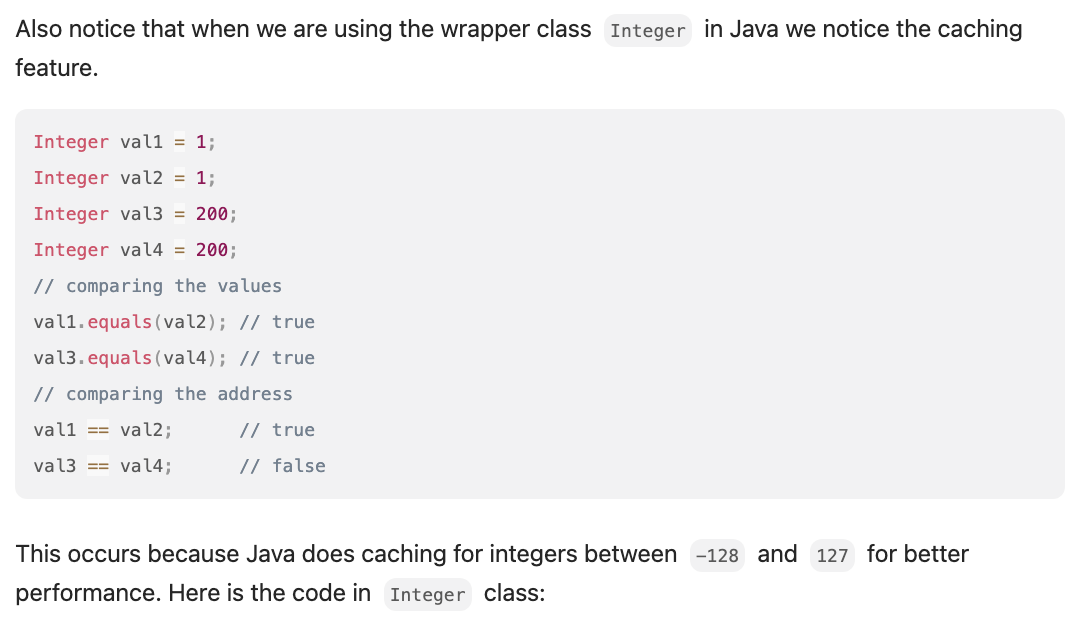 Also notice that when we are using the wrapper class Integer in Java we notice the caching
feature.
Integer val1 = 1;
Integer val2 = 1;
Integer val3 = 200;
Integer val4 = 200;
// comparing the values
val1.equals(val2); // true
val3.equals(val4); // true
// comparing the address
val1 == val2;      // true
val3 == val4;      // false
This occurs because Java does caching for integers between −128 and 127 for better
performance. Here is the code in Integer class: